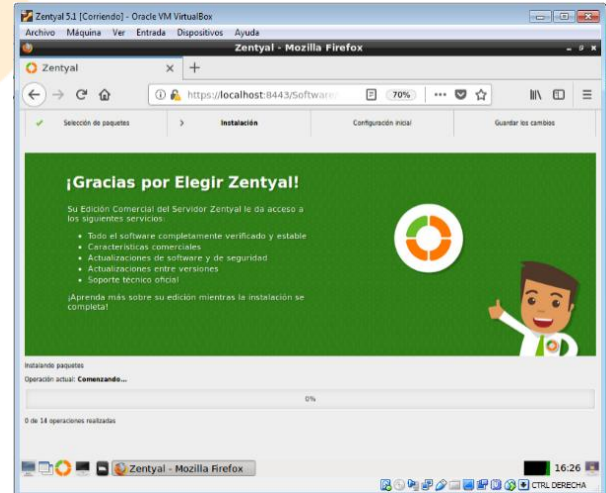 Zentyal 5.1 [Corriendo] - Oracle VM VirtualBox
Archivo Máquina Ver Entrada Dispositivos Ayuda
Zentyal - Mozilla Firefox
Zentyal
https://localhost:8443/Software
70%
Selección de paquetes
Instalación
Configuración inicial
Guardar los cambios
¡Gracias por Elegir Zentyal!
Su Edición Comercial del Servidor Zentyal le da acceso a
los siguientes servicios:
Todo el software completamente verificado y estable
Características comerciales
Actualizaciones de software y de seguridad
Actualizaciones entre versiones
Soporte técnico oficial
¡Aprenda más sobre su edición mientras la instalación se
completa!
Instalando paquetes
Operación actual: Comenzando...
0%
0 de 14 operaciones realizadas
Zentyal - Mozilla Firefox
16:26
CTRL DERECHA